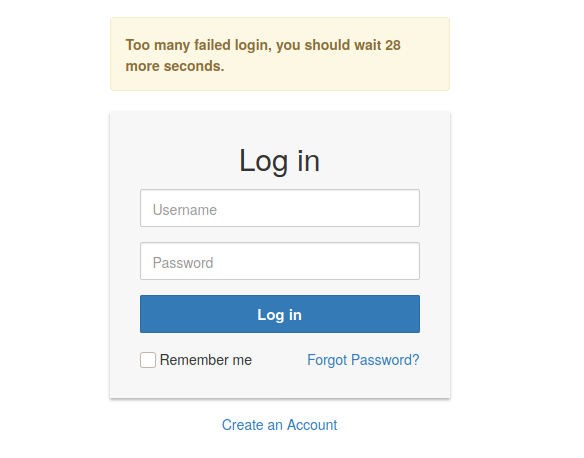 Too many failed login, you should wait 28
more seconds.
Log in
Username
Password
Log in
Remember me
Forgot Password?
Create an Account